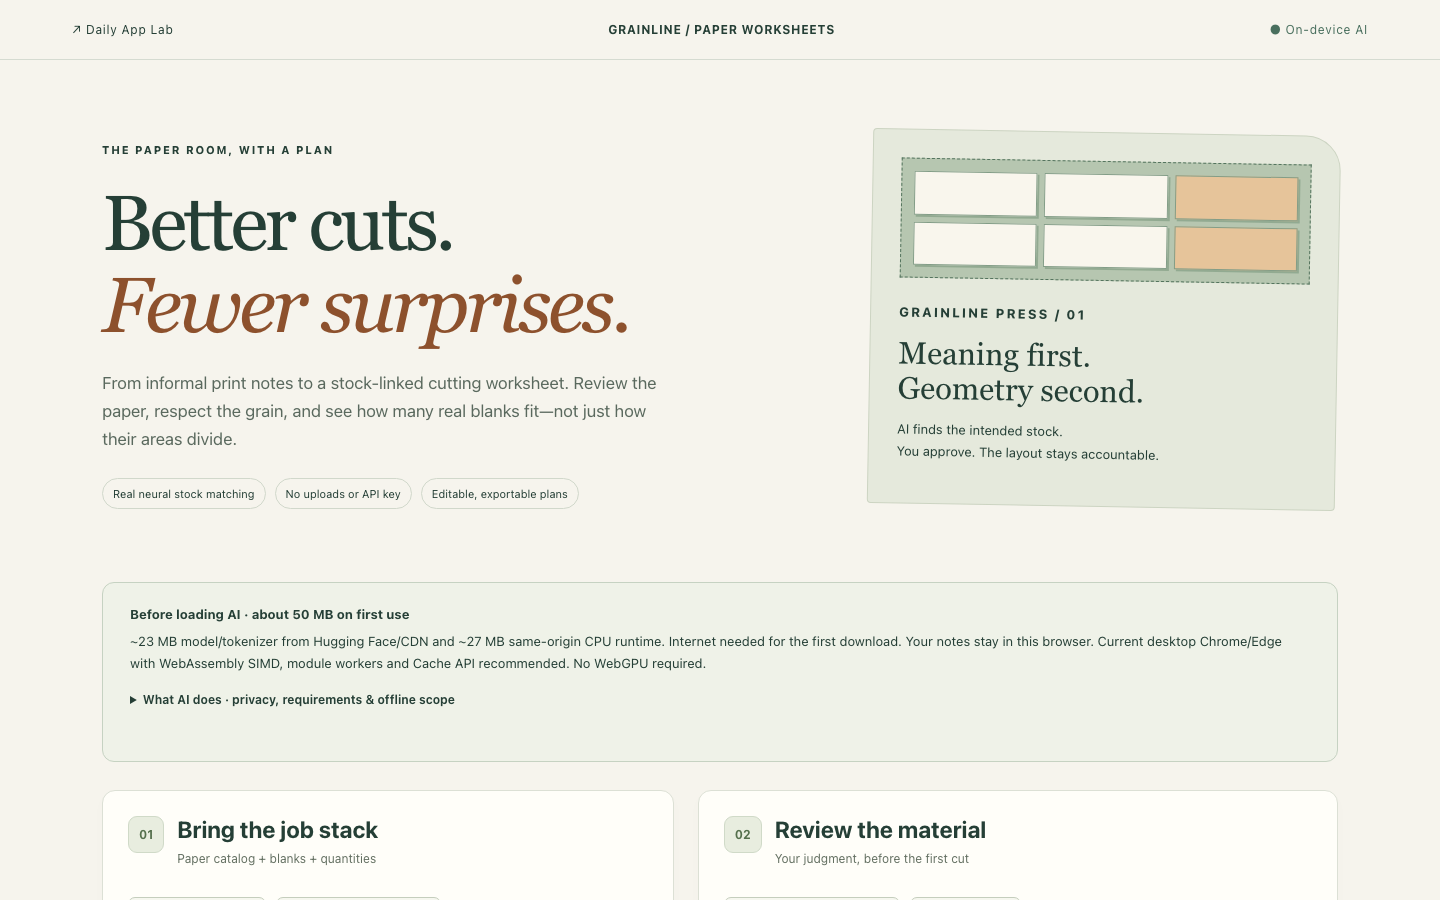 ↗ Daily App Lab
GRAINLINE / PAPER WORKSHEETS
On-device AI
THE PAPER ROOM, WITH A PLAN
Better cuts.
Fewer surprises.
From informal print notes to a stock-linked cutting worksheet. Review the
paper, respect the grain, and see how many real blanks fit—not just how
their areas divide.
Real neural stock matching
No uploads or API key
Editable, exportable plans
GRAINLINE PRESS / 01
Meaning first.
Geometry second.
AI finds the intended stock.
You approve. The layout stays accountable.
Before loading AI · about 50 MB on first use
~23 MB model/tokenizer from Hugging Face/CDN and ~27 MB same-origin CPU runtime. Internet needed for the first download. Your notes stay in this browser. Current desktop Chrome/Edge
with WebAssembly SIMD, module workers and Cache API recommended. No WebGPU required.
What AI does · privacy, requirements & offline scope
01
Bring the job stack
Paper catalog + blanks + quantities
02
Review the material
Your judgment, before the first cut